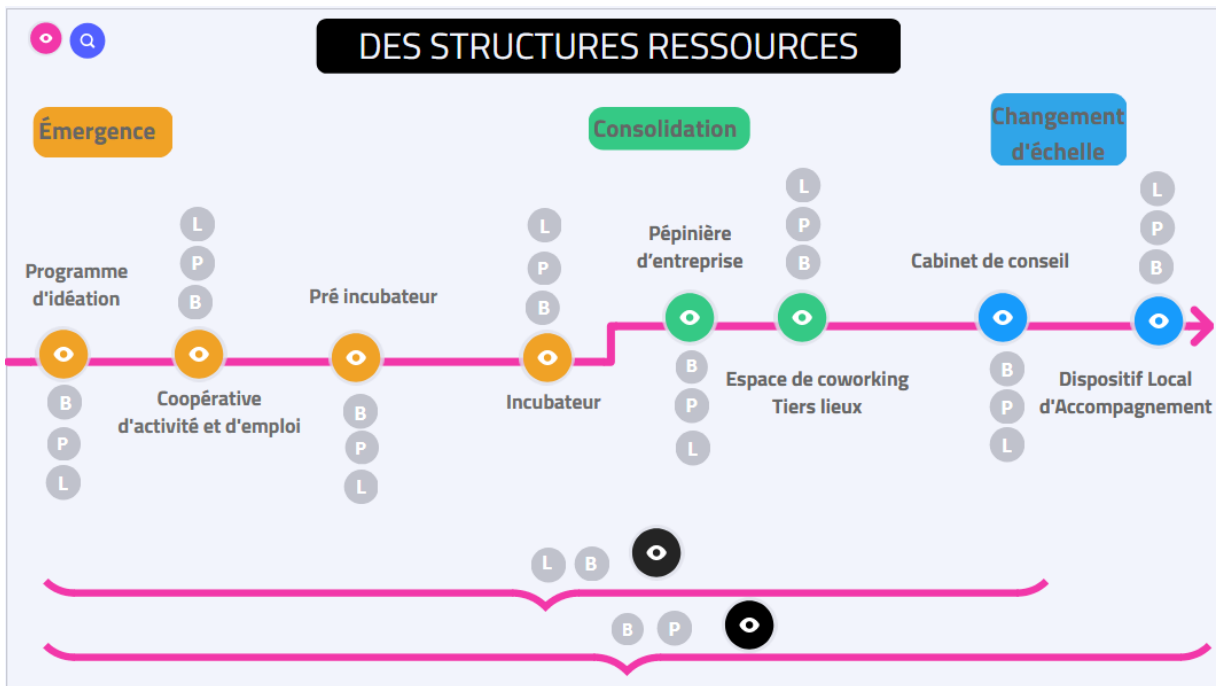 DES STRUCTURES RESSOURCES
Émergence
Consolidation
Changement
d'échelle
Programme
d'idéation
B
P
L
L
P
B
Coopérative
d'activité et d'emploi
Pré incubateur
B
P
L
L
P
B
Incubateur
Pépinière
d’entreprise
B
P
L
L
P
B
Espace de coworking
Tiers lieux
Cabinet de conseil
B
P
L
L
P
B
Dispositif Local
d'Accompagnement
L B
B P